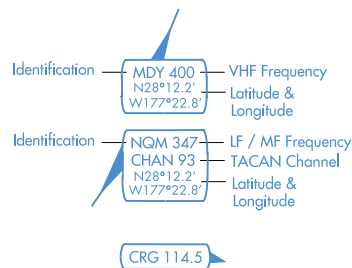 Identification MDY 400 VHF Frequency
N28°12.2' Latitude &
W177°22.8' Longitude
Identification NQM 347 LF / MF Frequency
CHAN 93 TACAN Channel
N28°12.2' Latitude &
W177°22.8' Longitude
CRG 114.5